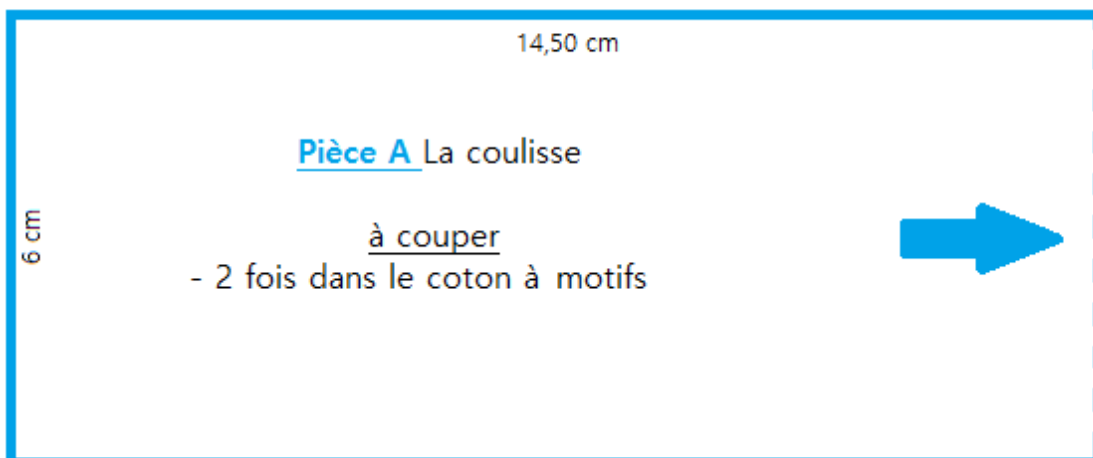 14,50 cm
Pièce A La coulisse
6 cm
à couper
- 2 fois dans le coton à motifs